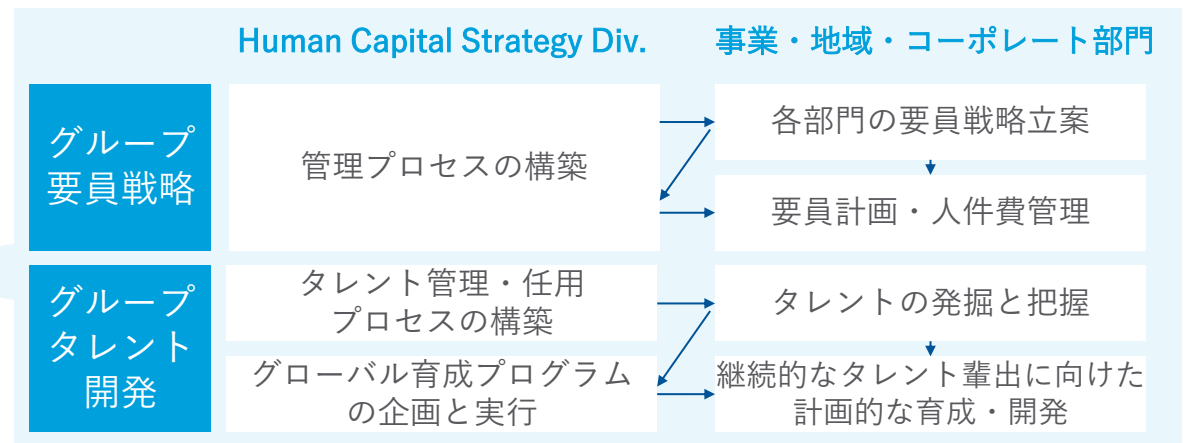 Human Capital Strategy Div.
事業・地域・コーポレート部門
グループ
要員戦略
管理プロセスの構築
各部門の要員戦略立案
要員計画・人件費管理
グループ
タレント
開発
タレント管理・任用
プロセスの構築
タレントの発掘と把握
グローバル育成プログラム
の企画と実行
継続的なタレント輩出に向けた
計画的な育成・開発